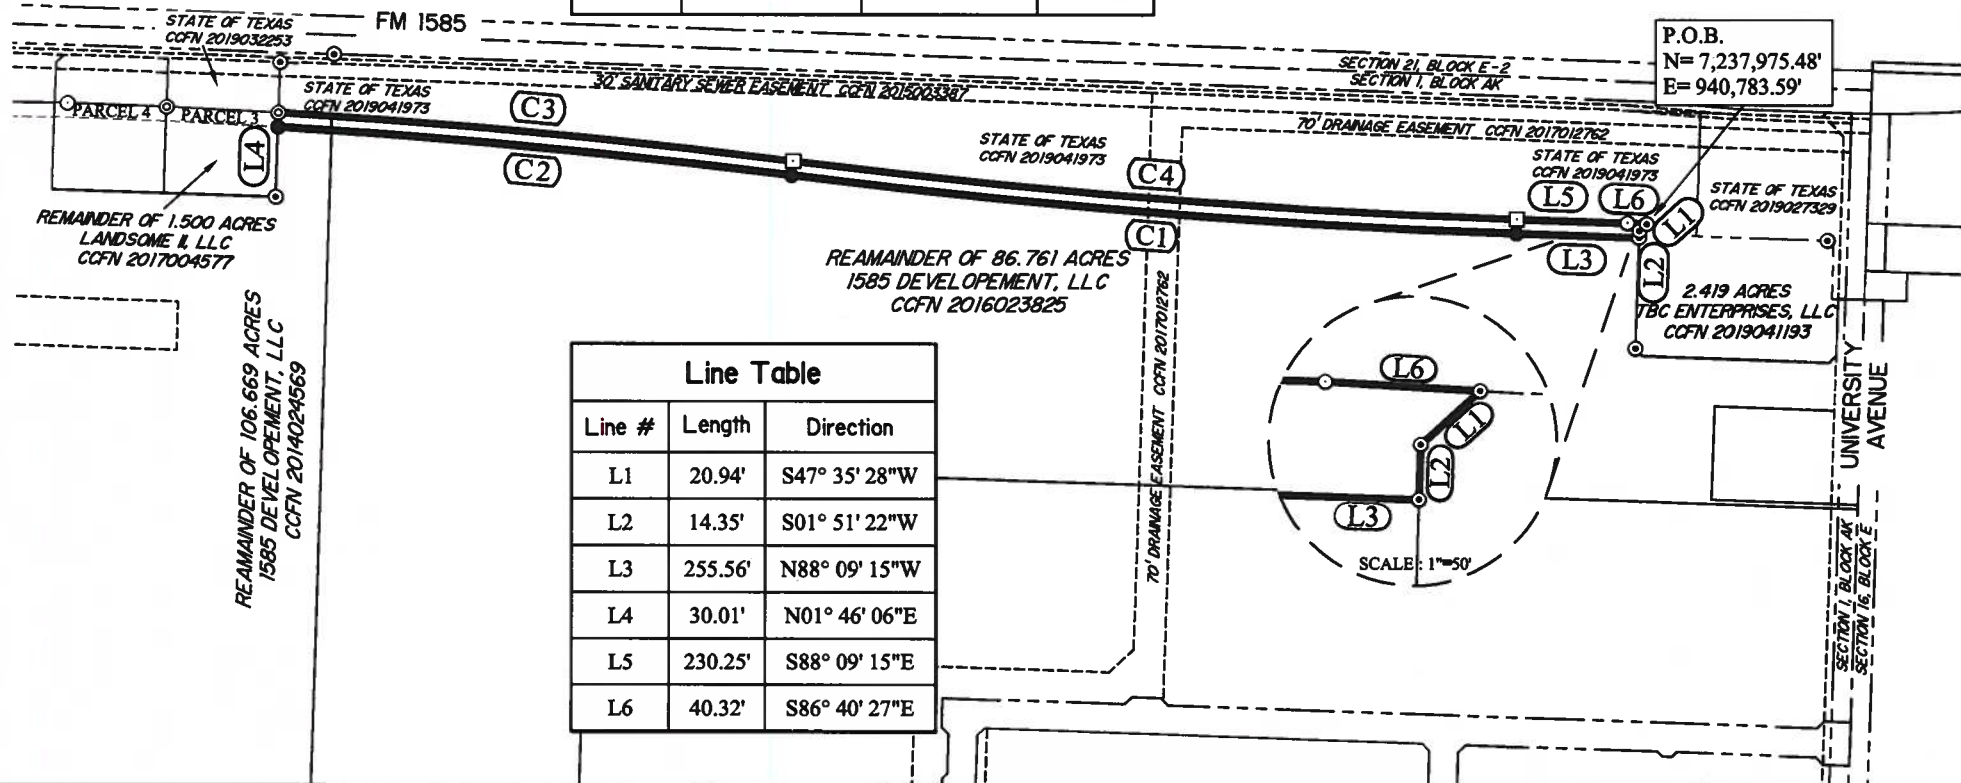 FM 1585
STATE OF TEXAS
CCFN 2019032253
P.O.B.
N= 7,237,975.48'
E= 940,783.59'
SECTION 21, BLOCK E-2
SECTION 1, BLOCK AK
30' SANITARY SEWER EASEMENT CCFN 2015003387
STATE OF TEXAS
CCFN 2019041973
PARCEL 4
PARCEL 3
L4
C3
C2
STATE OF TEXAS
CCFN 2019041973
70' DRAINAGE EASEMENT CCFN 2017012762
STATE OF TEXAS
CCFN 2019041973
C4
C1
L5
L6
L1
L3
L2
STATE OF TEXAS
CCFN 2019027329
REMAINDER OF 1.500 ACRES
LANDSOME II, LLC
CCFN 2017004577
REAMAINDER OF 86.761 ACRES
1585 DEVELOPEMENT, LLC
CCFN 2016023825
2.419 ACRES
TBC ENTERPRISES, LLC
CCFN 2019041193
REAMAINDER OF 106.669 ACRES
1585 DEVELOPEMENT, LLC
CCFN 2014024569
70' DRAINAGE EASEMENT CCFN 2017012762
UNIVERSITY
AVENUE
Line Table
Line # Length Direction
L1 20.94' S47° 35' 28"W
L2 14.35' S01° 51' 22"W
L3 255.56' N88° 09' 15"W
L4 30.01' N01° 46' 06"E
L5 230.25' S88° 09' 15"E
L6 40.32' S86° 40' 27"E
L6
L1
L2
L3
SCALE: 1"=50'
SECTION 1, BLOCK AK
SECTION 16, BLOCK E